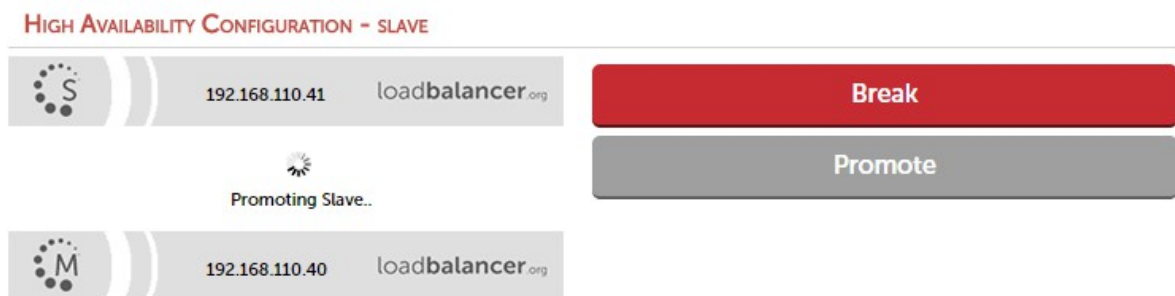 HIGH AVAILABILITY CONFIGURATION - SLAVE
S
192.168.110.41
loadbalancer.org
Break
Promoting Slave..
Promote
M
192.168.110.40
loadbalancer.org